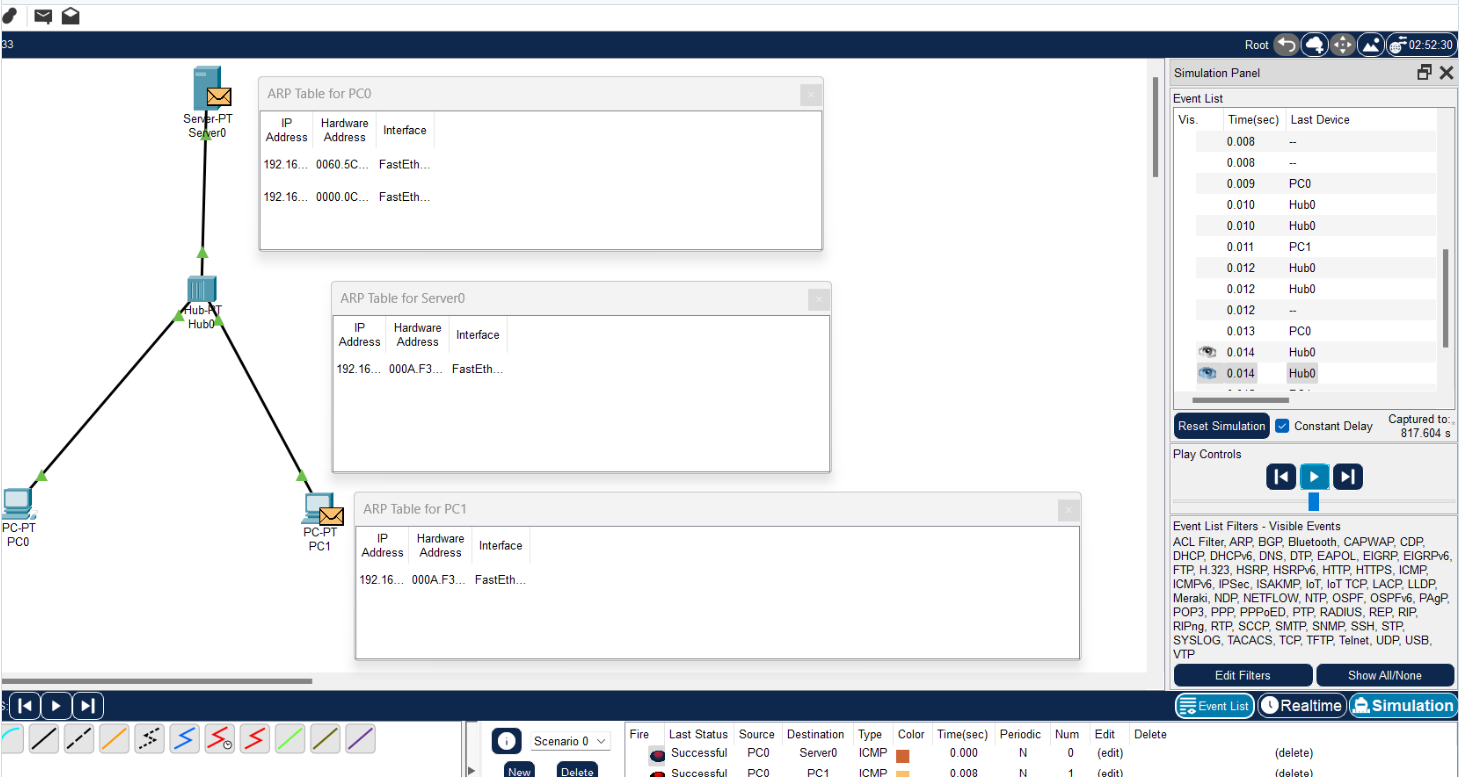 33
Root
02:52:30
Server-PT
Server0
Hub-PT
Hub0
PC-PT
PC0
PC-PT
PC1
ARP Table for PC0
IP Address Hardware Address Interface
192.16... 0060.5C... FastEth...
192.16... 0000.0C... FastEth...
ARP Table for Server0
IP Address Hardware Address Interface
192.16... 000A.F3... FastEth...
ARP Table for PC1
IP Address Hardware Address Interface
192.16... 000A.F3... FastEth...
Simulation Panel
Event List
Vis. Time(sec) Last Device
0.008 --
0.008 --
0.009 PC0
0.010 Hub0
0.010 Hub0
0.011 PC1
0.012 Hub0
0.012 Hub0
0.012 --
0.013 PC0
0.014 Hub0
0.014 Hub0
Reset Simulation Constant Delay Captured to:
817.604 s
Play Controls
Event List Filters - Visible Events
ACL Filter, ARP, BGP, Bluetooth, CAPWAP, CDP,
DHCP, DHCPv6, DNS, DTP, EAPOL, EIGRP, EIGRPv6,
FTP, H.323, HSRP, HSRPv6, HTTP, HTTPS, ICMP,
ICMPv6, IPSec, ISAKMP, IoT, IoT TCP, LACP, LLDP,
Meraki, NDP, NETFLOW, NTP, OSPF, OSPFv6, PAgP,
POP3, PPP, PPPoED, PTP, RADIUS, REP, RIP,
RIPng, RTP, SCCP, SMTP, SNMP, SSH, STP,
SYSLOG, TACACS, TCP, TFTP, Telnet, UDP, USB,
VTP
Edit Filters Show All/None
Event List Realtime Simulation
Scenario 0
New Delete
Fire Last Status Source Destination Type Color Time(sec) Periodic Num Edit Delete
Successful PC0 Server0 ICMP 0.000 N 0 (edit) (delete)
Successful PC0 PC1 ICMP 0.008 N 1 (edit) (delete)